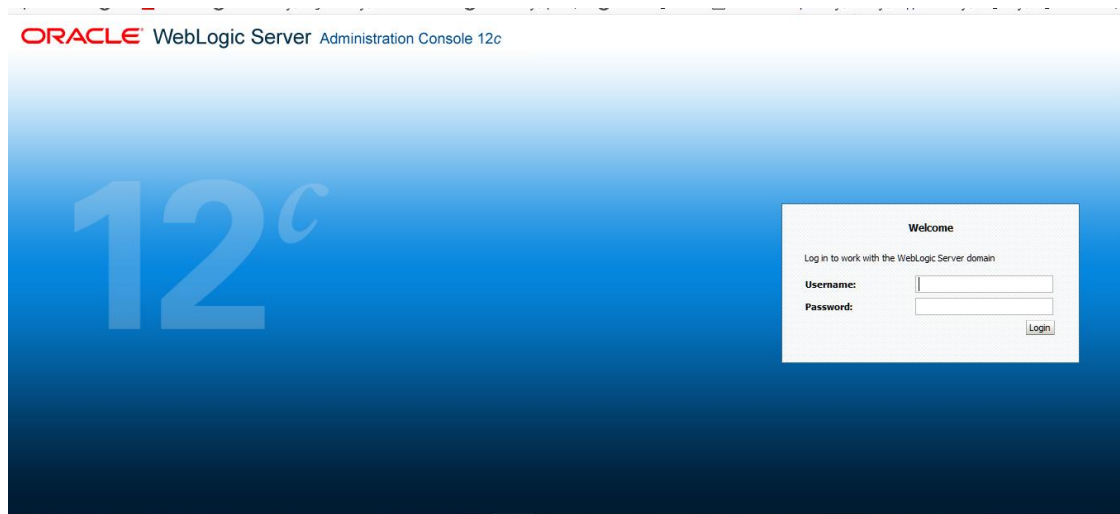 ORACLE WebLogic Server Administration Console 12c
12c
Welcome
Log in to work with the WebLogic Server domain
Username:
Password:
Login